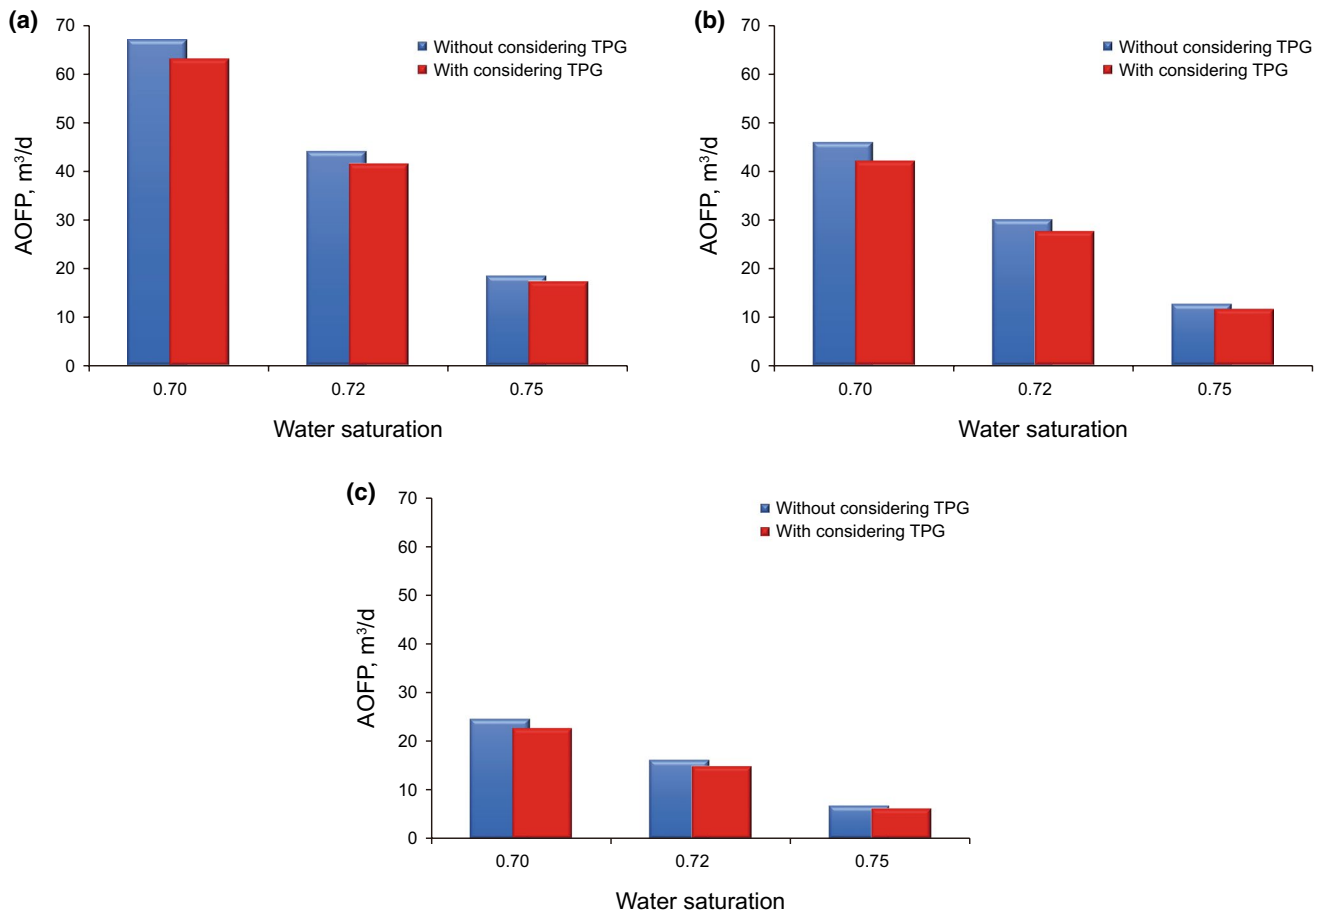 (a)
70
60
50
40
30
20
10
0
AOFP, m³/d
Without considering TPG
With considering TPG
0.70 0.72 0.75
Water saturation
(b)
70
60
50
40
30
20
10
0
AOFP, m³/d
Without considering TPG
With considering TPG
0.70 0.72 0.75
Water saturation
(c)
70
60
50
40
30
20
10
0
AOFP, m³/d
Without considering TPG
With considering TPG
0.70 0.72 0.75
Water saturation